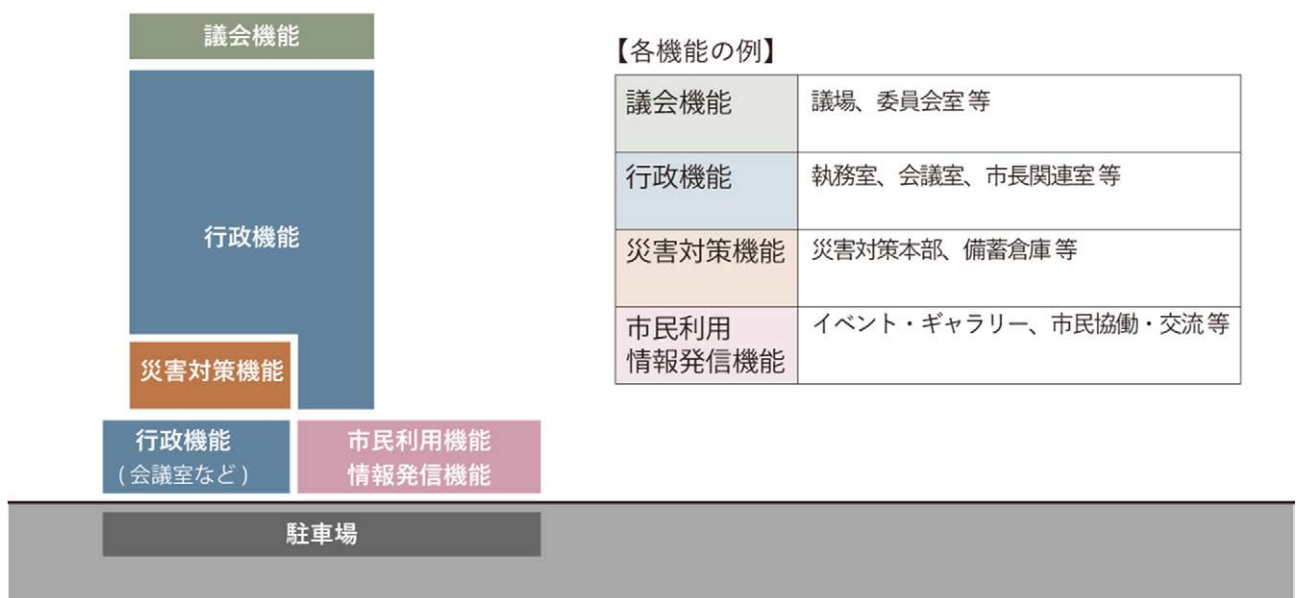 議会機能
行政機能
災害対策機能
行政機能
(会議室など)
市民利用機能
情報発信機能
駐車場
【各機能の例】
議会機能 議場、委員会室 等
行政機能 執務室、会議室、市長関連室 等
災害対策機能 災害対策本部、備蓄倉庫 等
市民利用 イベント・ギャラリー、市民協働・交流 等
情報発信機能